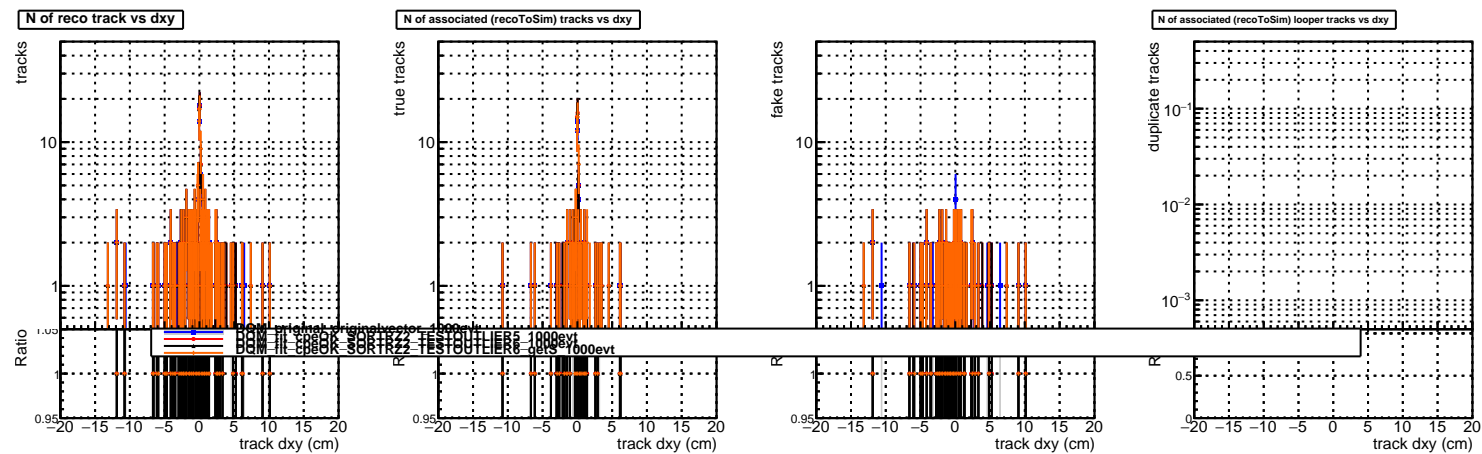 N of reco track vs dxy
N of associated (recoToSim) tracks vs dxy
N of associated (recoToSim) looper tracks vs dxy
tracks
10
1
Ratio
1.05
1
0.95
−20 −15 −10 −5 0 5 10 15 20
track dxy (cm)
true tracks
10
1
1
0.95
−20 −15 −10 −5 0 5 10 15 20
track dxy (cm)
fake tracks
10
1
1
0.95
−20 −15 −10 −5 0 5 10 15 20
track dxy (cm)
duplicate tracks
10−1
10−2
10−3
0.5
0
−20 −15 −10 −5 0 5 10 15 20
track dxy (cm)
DQM_original_originalvector_1000evt
DQM_fit_cpeOK_SORTRZ2_TESTOUTLIER5_1000evt
DQM_fit_cpeOK_SORTRZ2_TESTOUTLIER6_1000evt
DQM_fit_cpeOK_SORTRZ2_TESTOUTLIER6_getS_1000evt